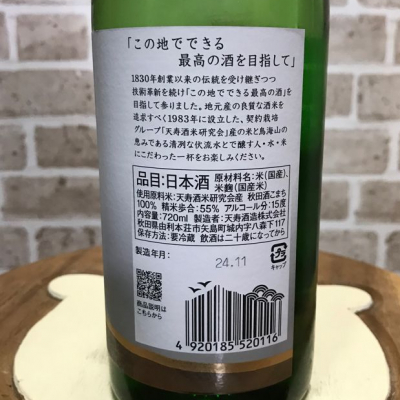 「この地でできる
最高の酒を目指して」
1830年創業以来の伝統を受け継ぎつつ
技術革新を続け「この地でできる最高の酒」を
目指して参りました。地元産の良質な酒米を
追求すべく1983年に設立した、契約栽培
グループ「天寿酒米研究会」産の米と鳥海山の
恵みである清冽な伏流水とで醸す人・水・米
にこだわった一杯をお楽しみください。
品目:日本酒 原材料名:米(国産)、
米麹(国産米)
使用原料米:天寿酒米研究会産 秋田酒こまち
100% 精米歩合:55% アルコール分:15度
内容量:720ml 製造者:天寿酒造株式会社
秋田県由利本荘市矢島町城内字八森下117
保存方法:要冷蔵 飲酒は二十歳になってから
製造年月: 24.11
プラ
キャップ
商品説明は
こちらから
4 920185 520116